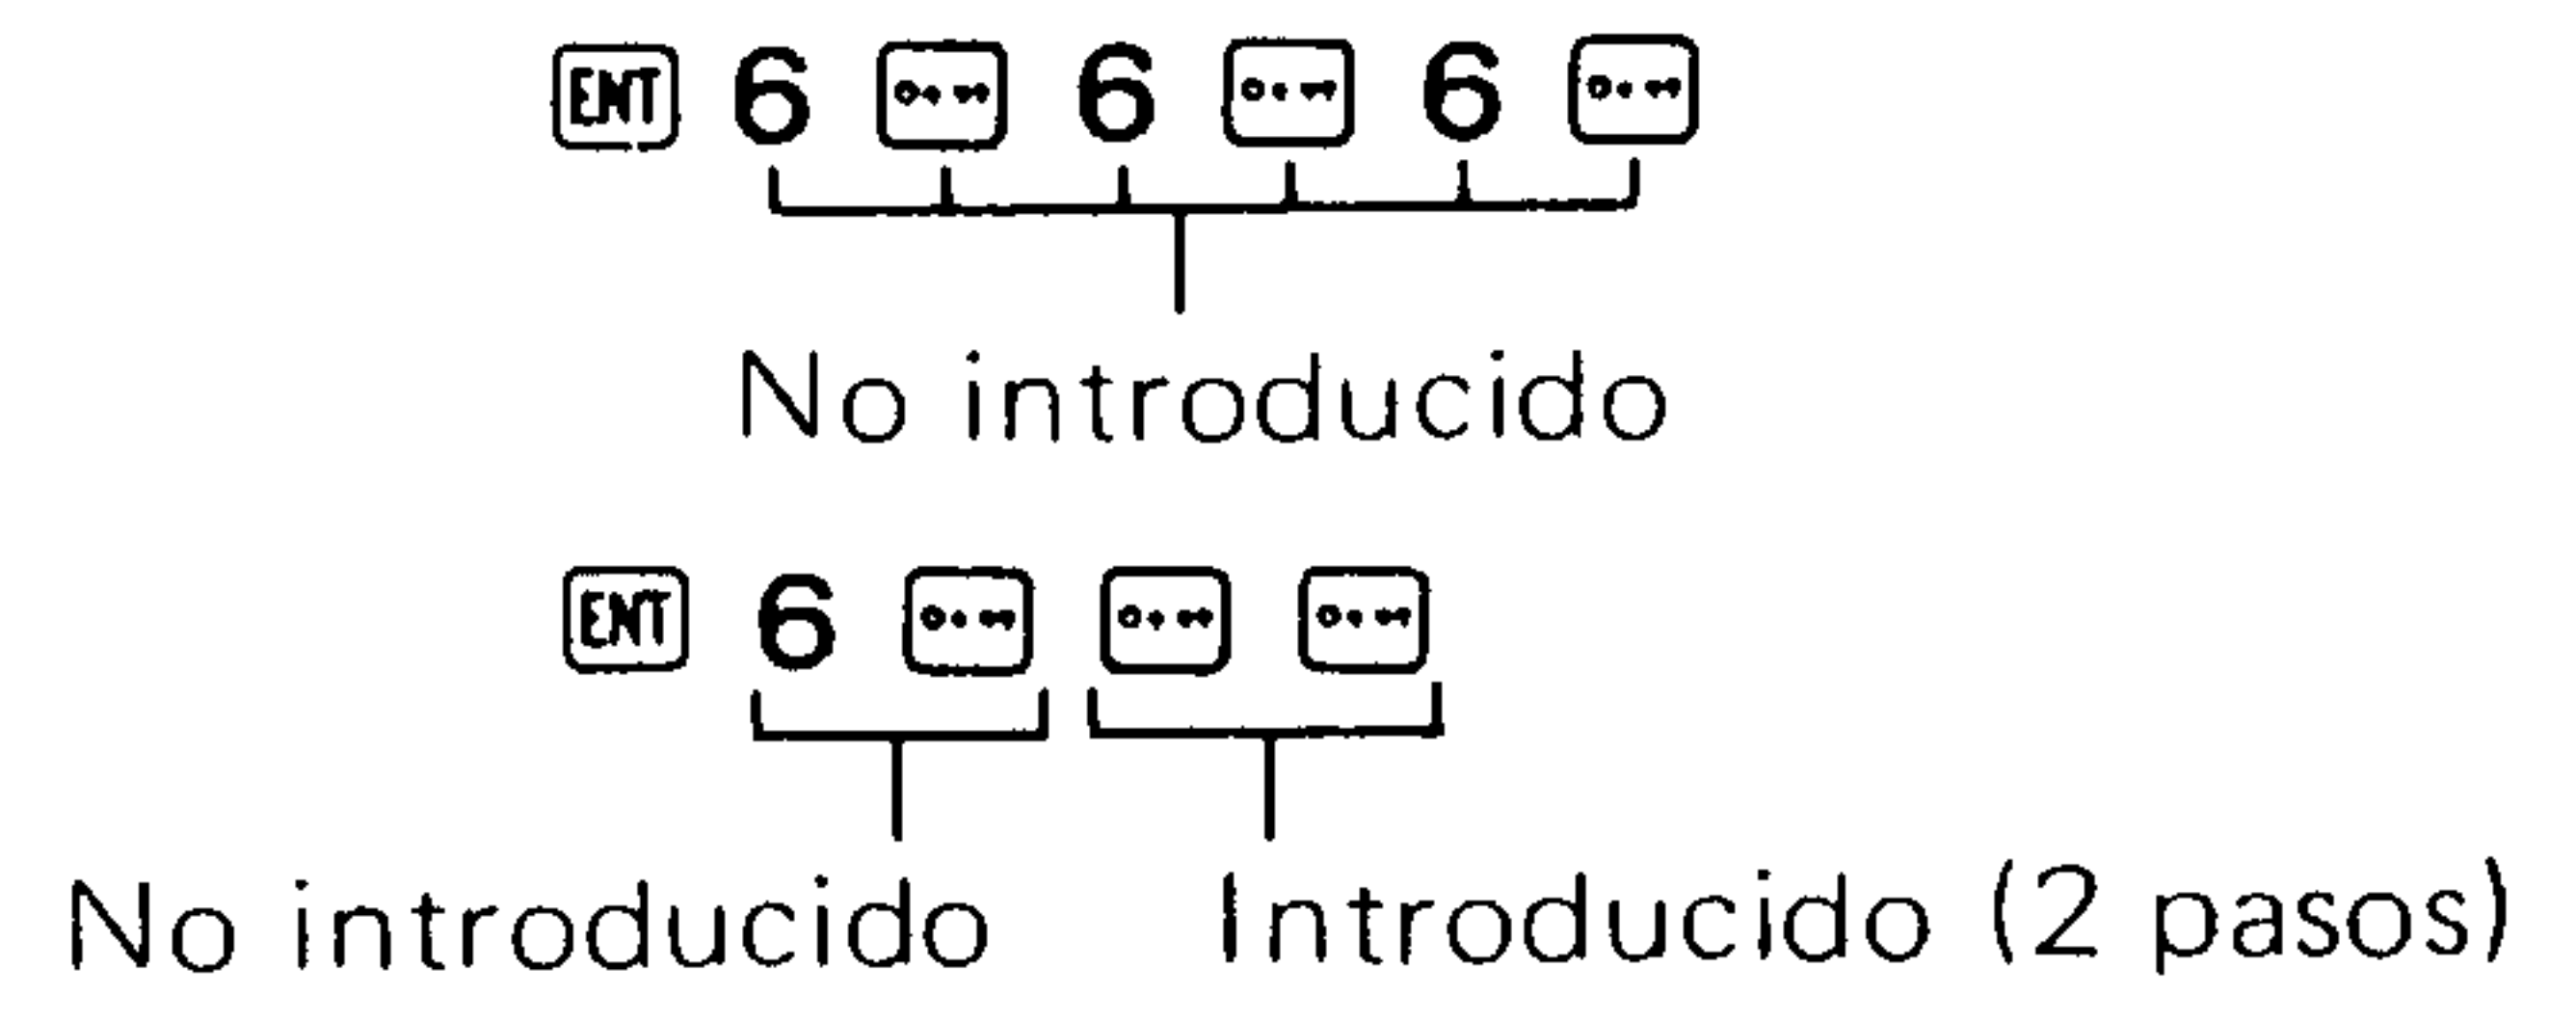 ENT 6 ° ′ ″ 6 ° ′ ″ 6 ° ′ ″
No introducido
ENT 6 ° ′ ″ ° ′ ″ ° ′ ″
No introducido Introducido (2 pasos)